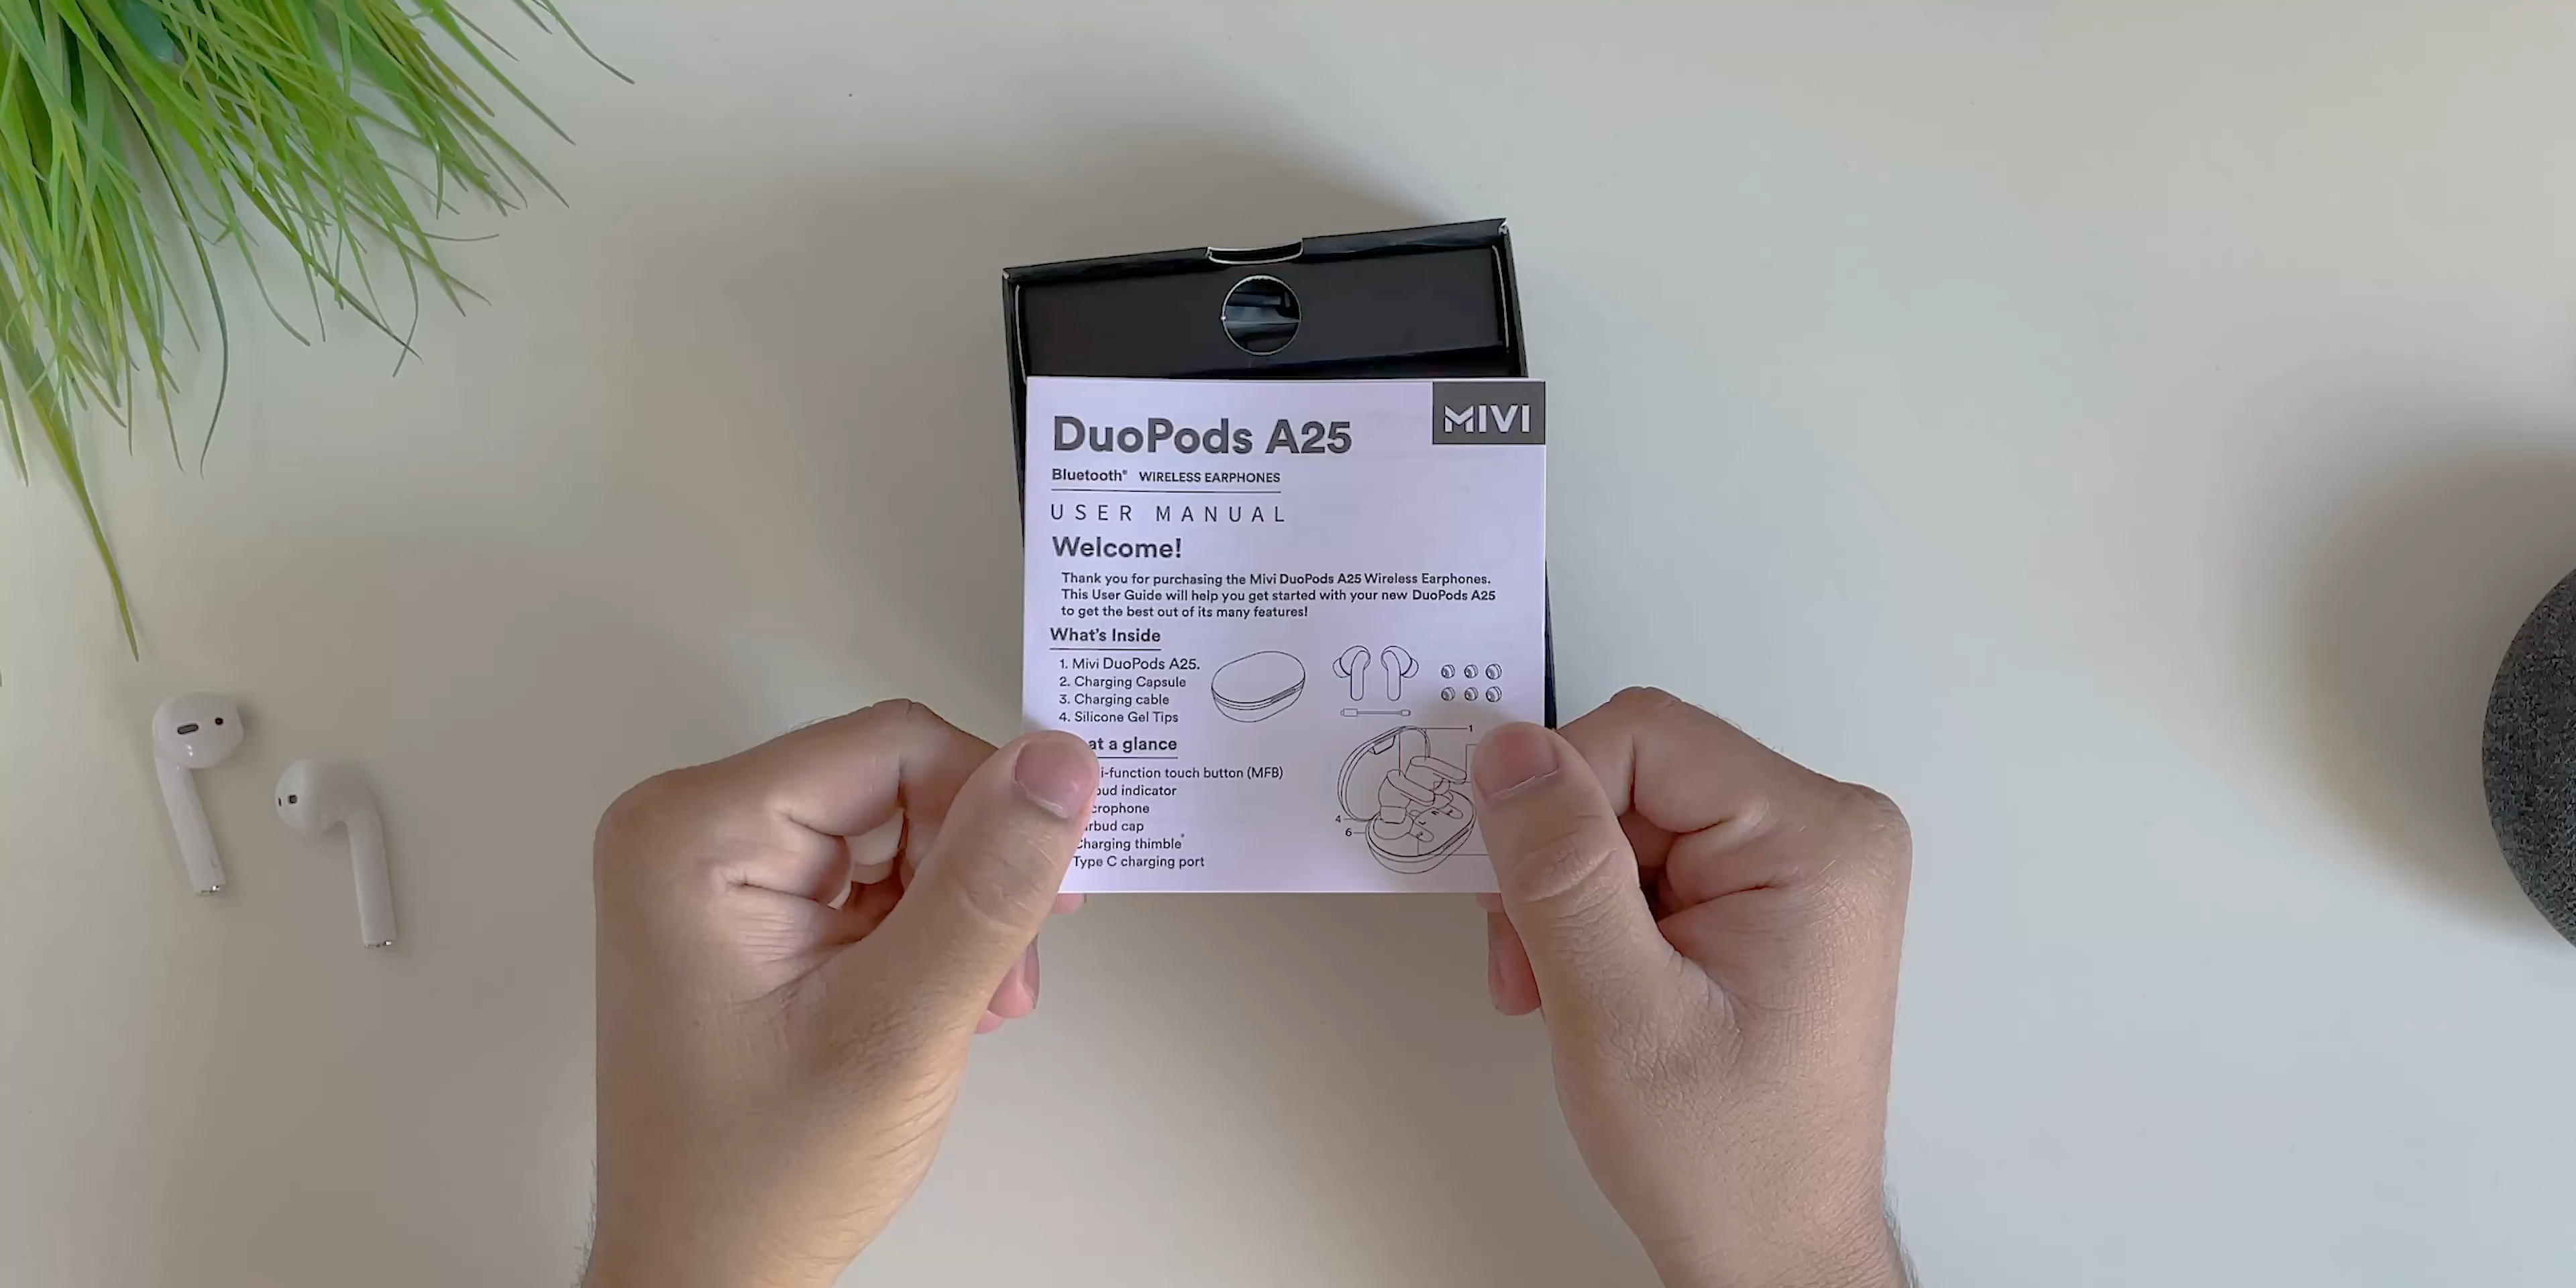 MIVI
DuoPods A25
Bluetooth® WIRELESS EARPHONES
USER MANUAL
Welcome!
Thank you for purchasing the Mivi DuoPods A25 Wireless Earphones.
This User Guide will help you get started with your new DuoPods A25
to get the best out of its many features!
What's Inside
1. Mivi DuoPods A25.
2. Charging Capsule
3. Charging cable
4. Silicone Gel Tips
at a glance
i-function touch button (MFB)
indicator
crophone
rbud cap
Charging thimble
Type C charging port
1
4
6